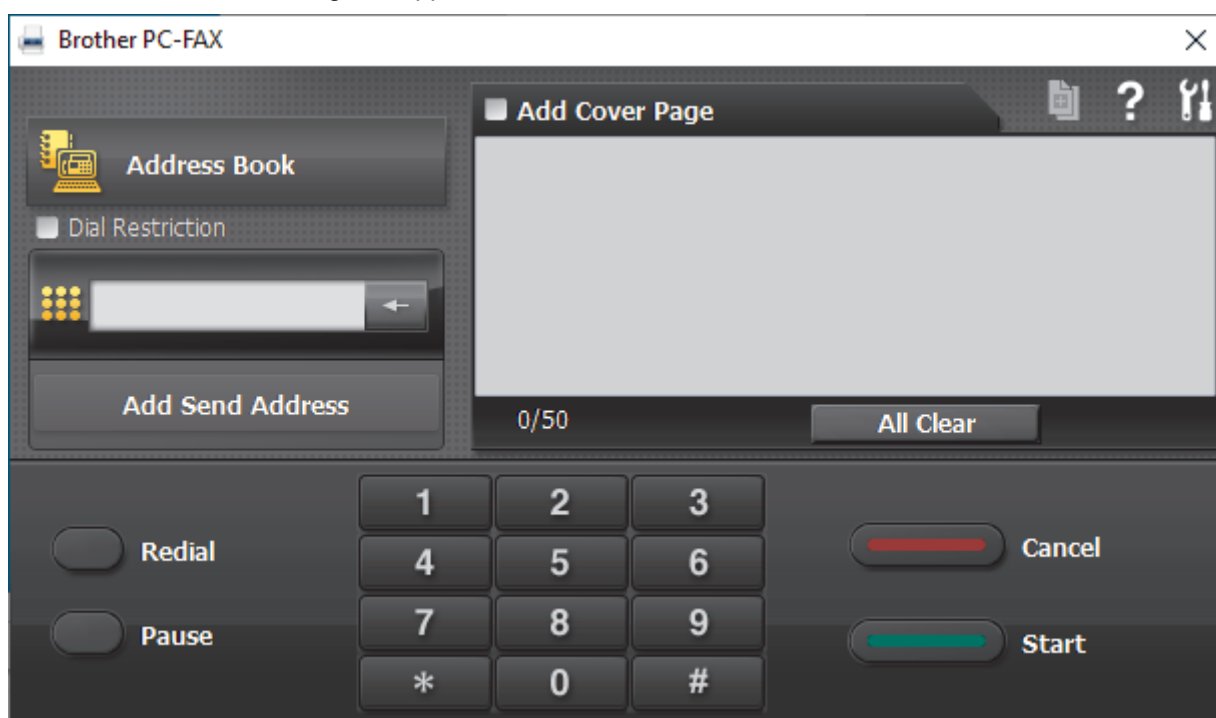 Brother PC-FAX
Add Cover Page
?
Address Book
Dial Restriction
Add Send Address
0/50
All Clear
1 2 3
4 5 6
7 8 9
* 0 #
Redial
Pause
Cancel
Start